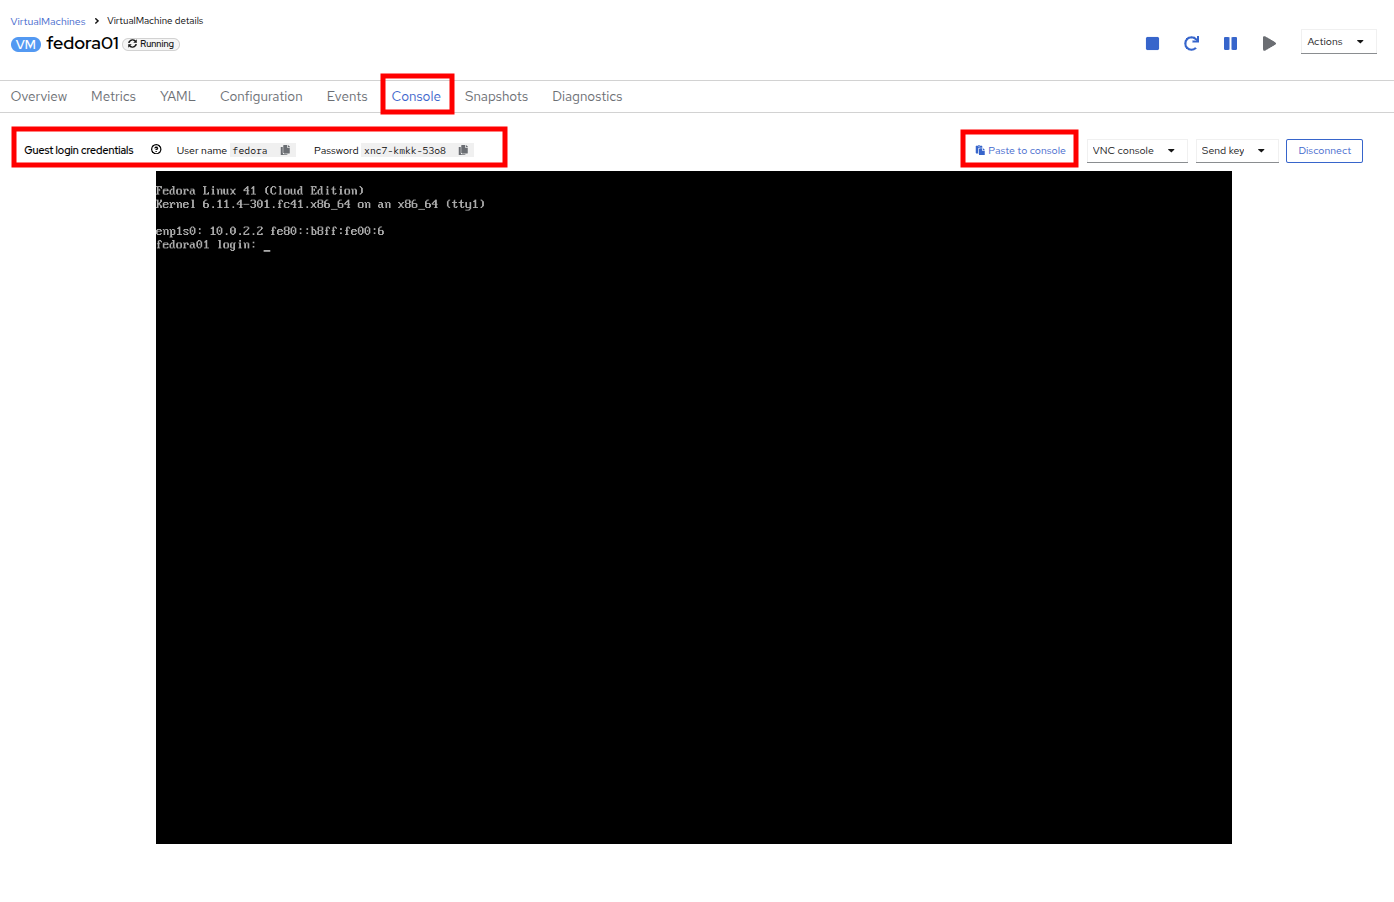 VirtualMachines > VirtualMachine details
VM fedora01 Running
Actions
Overview Metrics YAML Configuration Events Console Snapshots Diagnostics
Guest login credentials User name fedora Password xnc7-kmkk-53o8 Paste to console VNC console Send key Disconnect
Fedora Linux 41 (Cloud Edition)
Kernel 6.11.4-301.fc41.x86_64 on an x86_64 (tty1)
enp1s0: 10.0.2.2 fe80::b8ff:fe00:6
fedora01 login: _